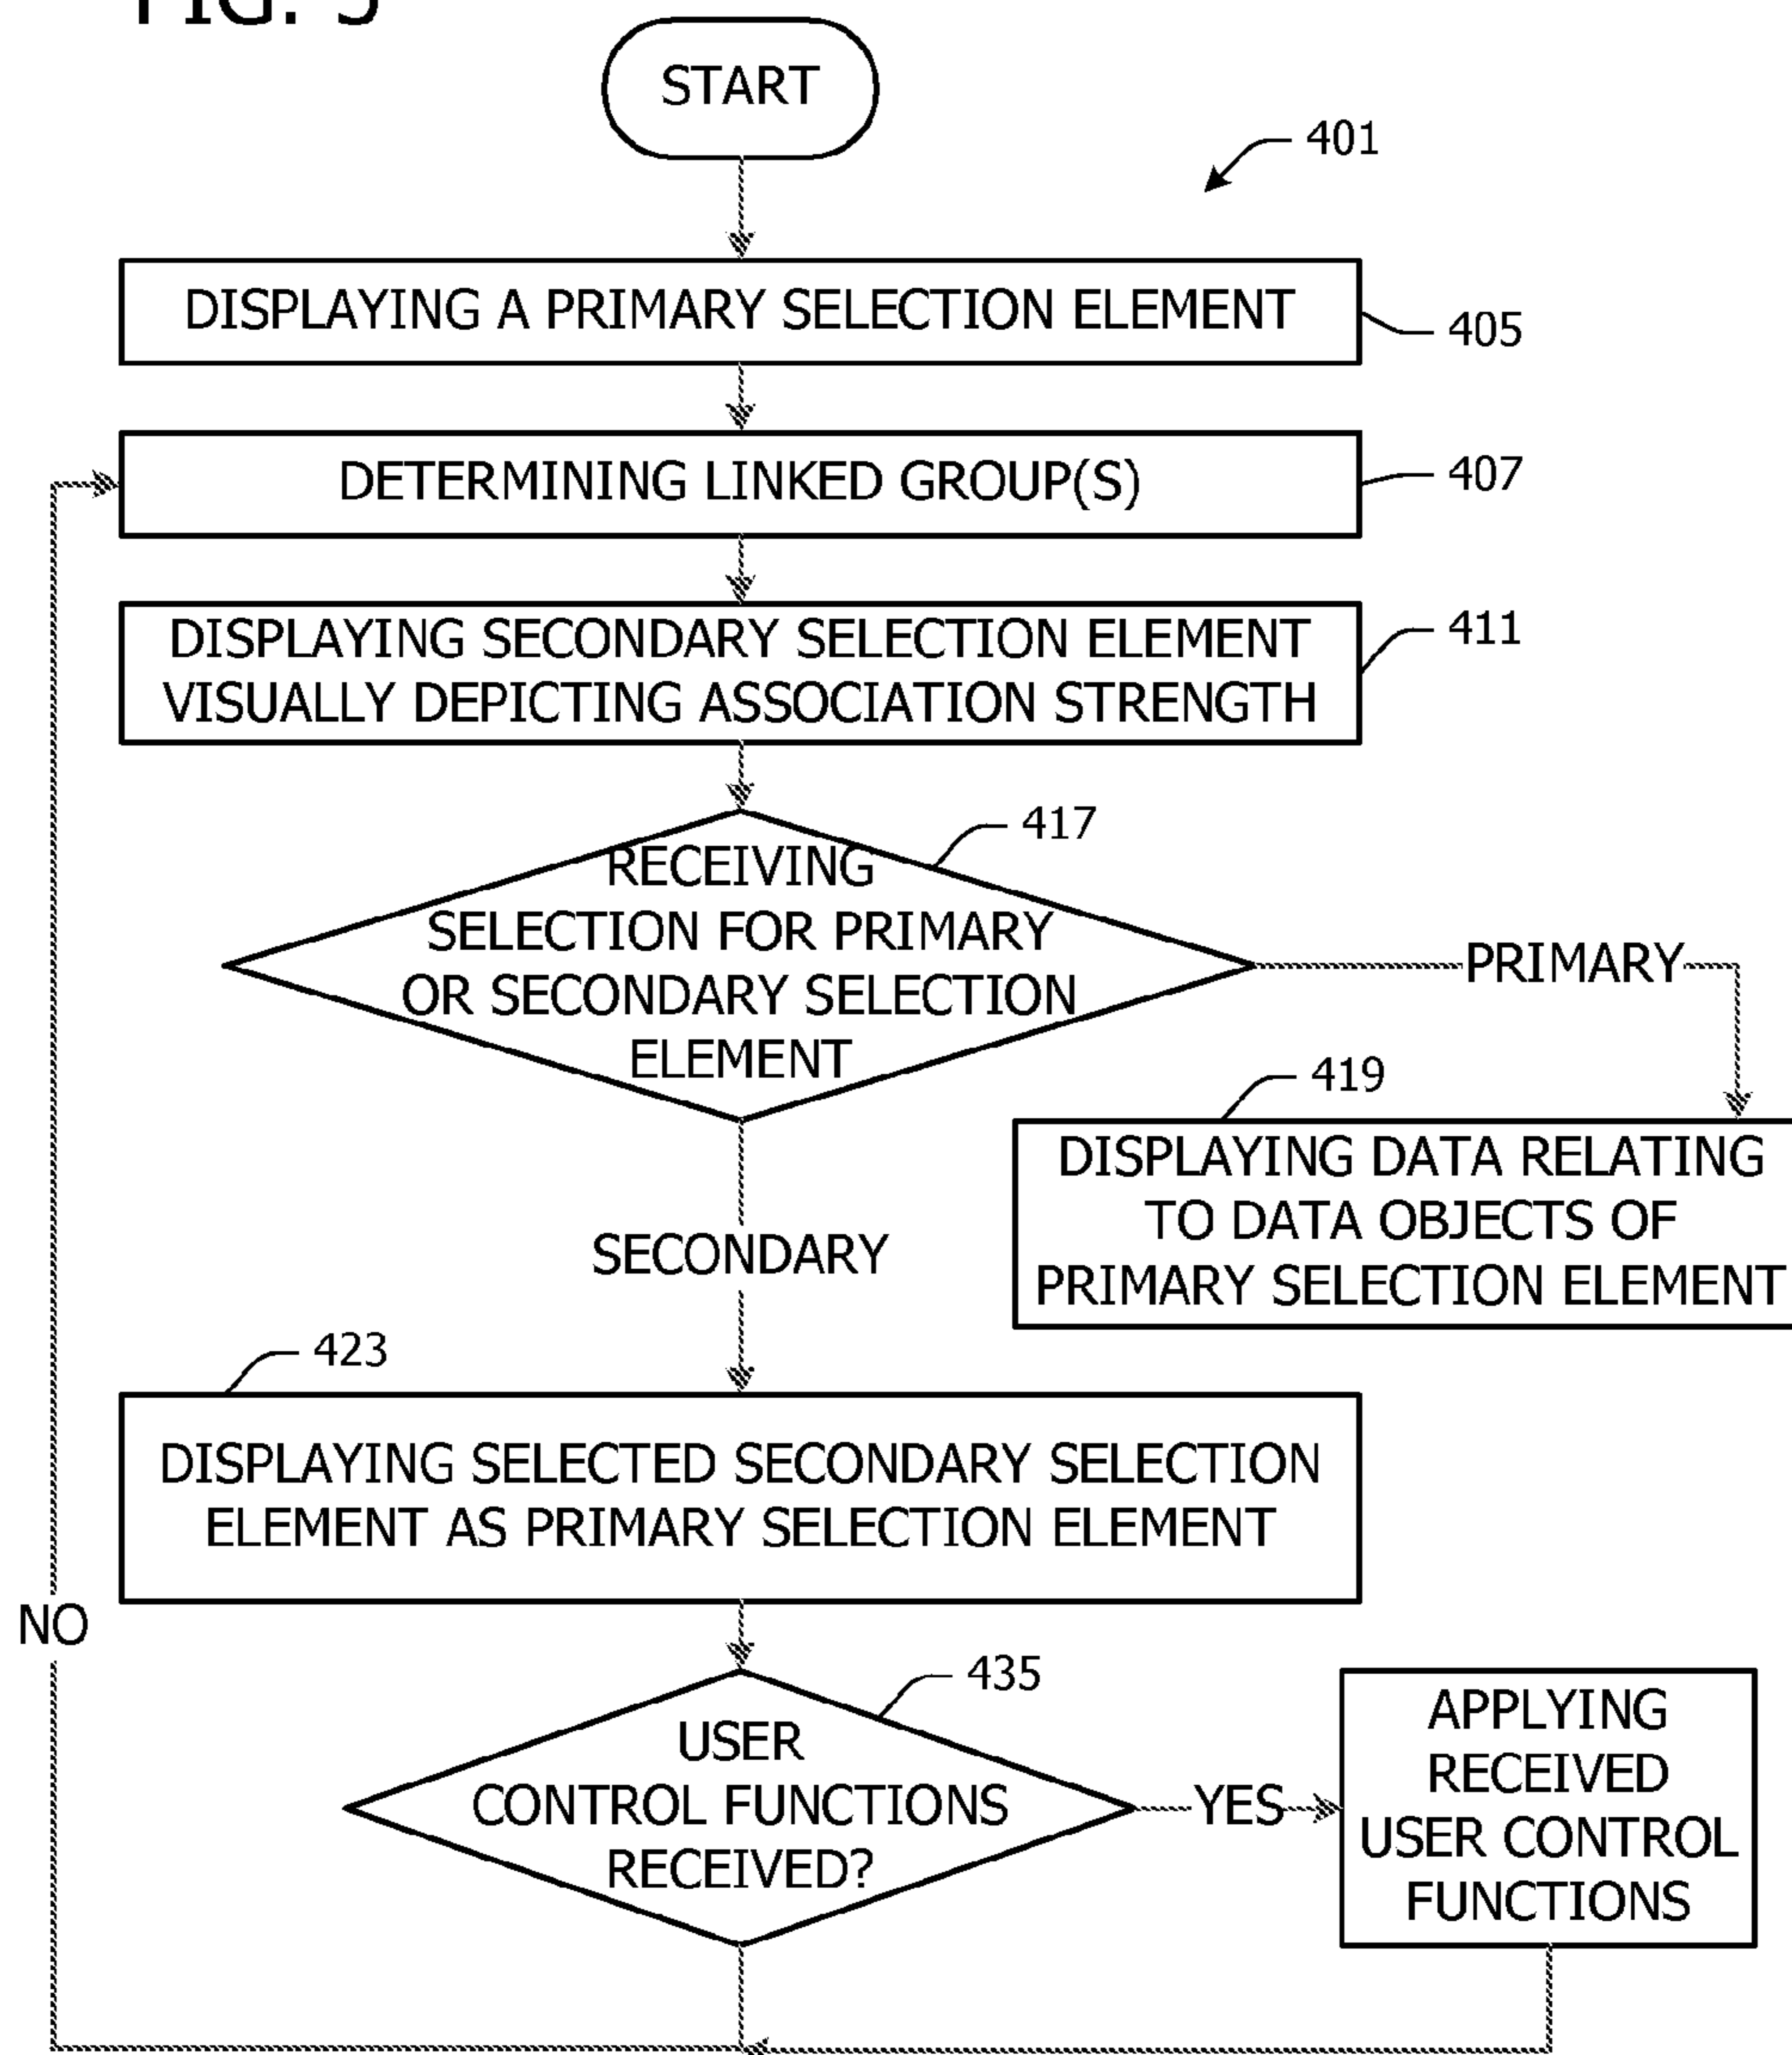 FIG. 5
START
401
DISPLAYING A PRIMARY SELECTION ELEMENT
405
DETERMINING LINKED GROUP(S)
407
DISPLAYING SECONDARY SELECTION ELEMENT
VISUALLY DEPICTING ASSOCIATION STRENGTH
411
417
RECEIVING
SELECTION FOR PRIMARY
OR SECONDARY SELECTION
ELEMENT
PRIMARY
419
DISPLAYING DATA RELATING
TO DATA OBJECTS OF
PRIMARY SELECTION ELEMENT
SECONDARY
423
DISPLAYING SELECTED SECONDARY SELECTION
ELEMENT AS PRIMARY SELECTION ELEMENT
NO
435
USER
CONTROL FUNCTIONS
RECEIVED?
YES
APPLYING
RECEIVED
USER CONTROL
FUNCTIONS